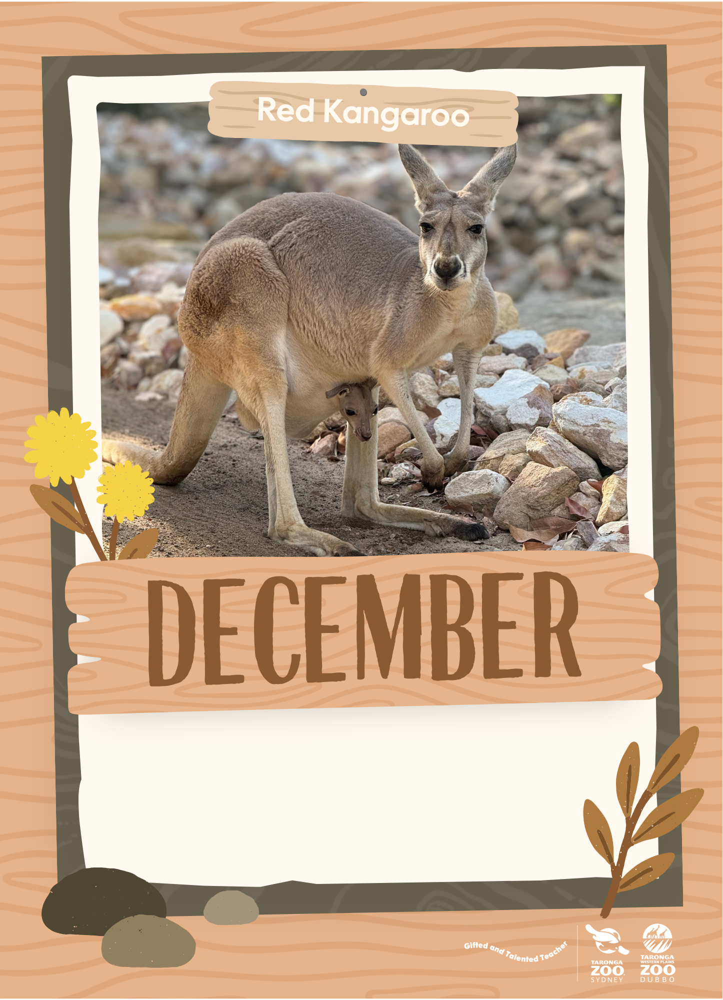 Red Kangaroo
DECEMBER
Gifted and Talented Teacher
TARONGA
ZOO
SYDNEY
TARONGA
WESTERN PLAINS
ZOO
DUBBO